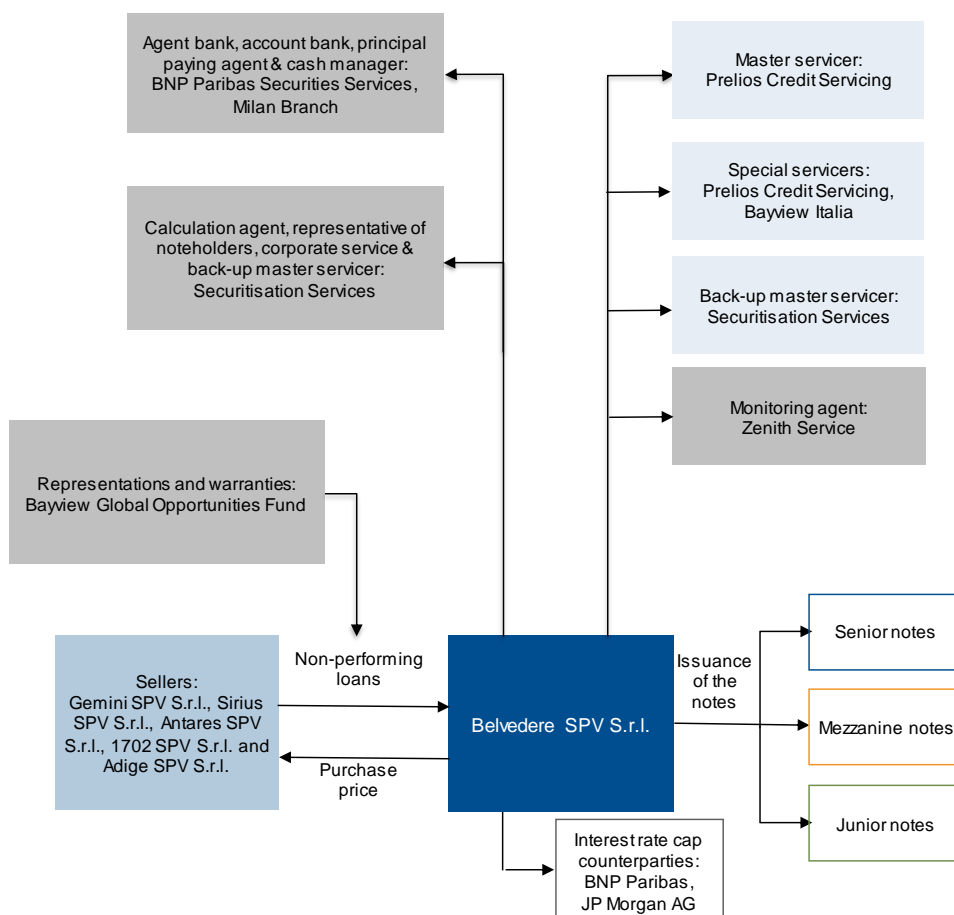 Agent bank, account bank, principal
paying agent & cash manager:
BNP Paribas Securities Services,
Milan Branch
Master servicer:
Prelios Credit Servicing
Special servicers:
Prelios Credit Servicing,
Bayview Italia
Calculation agent, representative of
noteholders, corporate service &
back-up master servicer:
Securitisation Services
Back-up master servicer:
Securitisation Services
Monitoring agent:
Zenith Service
Representations and warranties:
Bayview Global Opportunities Fund
Sellers:
Gemini SPV S.r.l., Sirius
SPV S.r.l., Antares SPV
S.r.l., 1702 SPV S.r.l. and
Adige SPV S.r.l.
Non-performing
loans
Purchase
price
Belvedere SPV S.r.l.
Issuance
of the
notes
Senior notes
Mezzanine notes
Junior notes
Interest rate cap
counterparties:
BNP Paribas,
JP Morgan AG